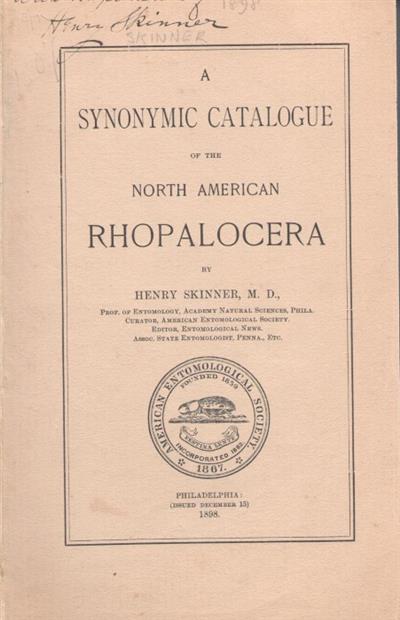 1898
Henry Skinner
SKINNER
A
SYNONYMIC CATALOGUE
OF THE
NORTH AMERICAN
RHOPALOCERA
BY
HENRY SKINNER, M. D.,
PROF. OF ENTOMOLOGY, ACADEMY NATURAL SCIENCES, PHILA.
CURATOR, AMERICAN ENTOMOLOGICAL SOCIETY.
EDITOR, ENTOMOLOGICAL NEWS.
ASSOC. STATE ENTOMOLOGIST, PENNA., ETC.
AMERICAN ENTOMOLOGICAL SOCIETY.
FOUNDED 1859
FESTINA LENTE
INCORPORATED 1862
1867.
PHILADELPHIA:
(ISSUED DECEMBER 15)
1898.